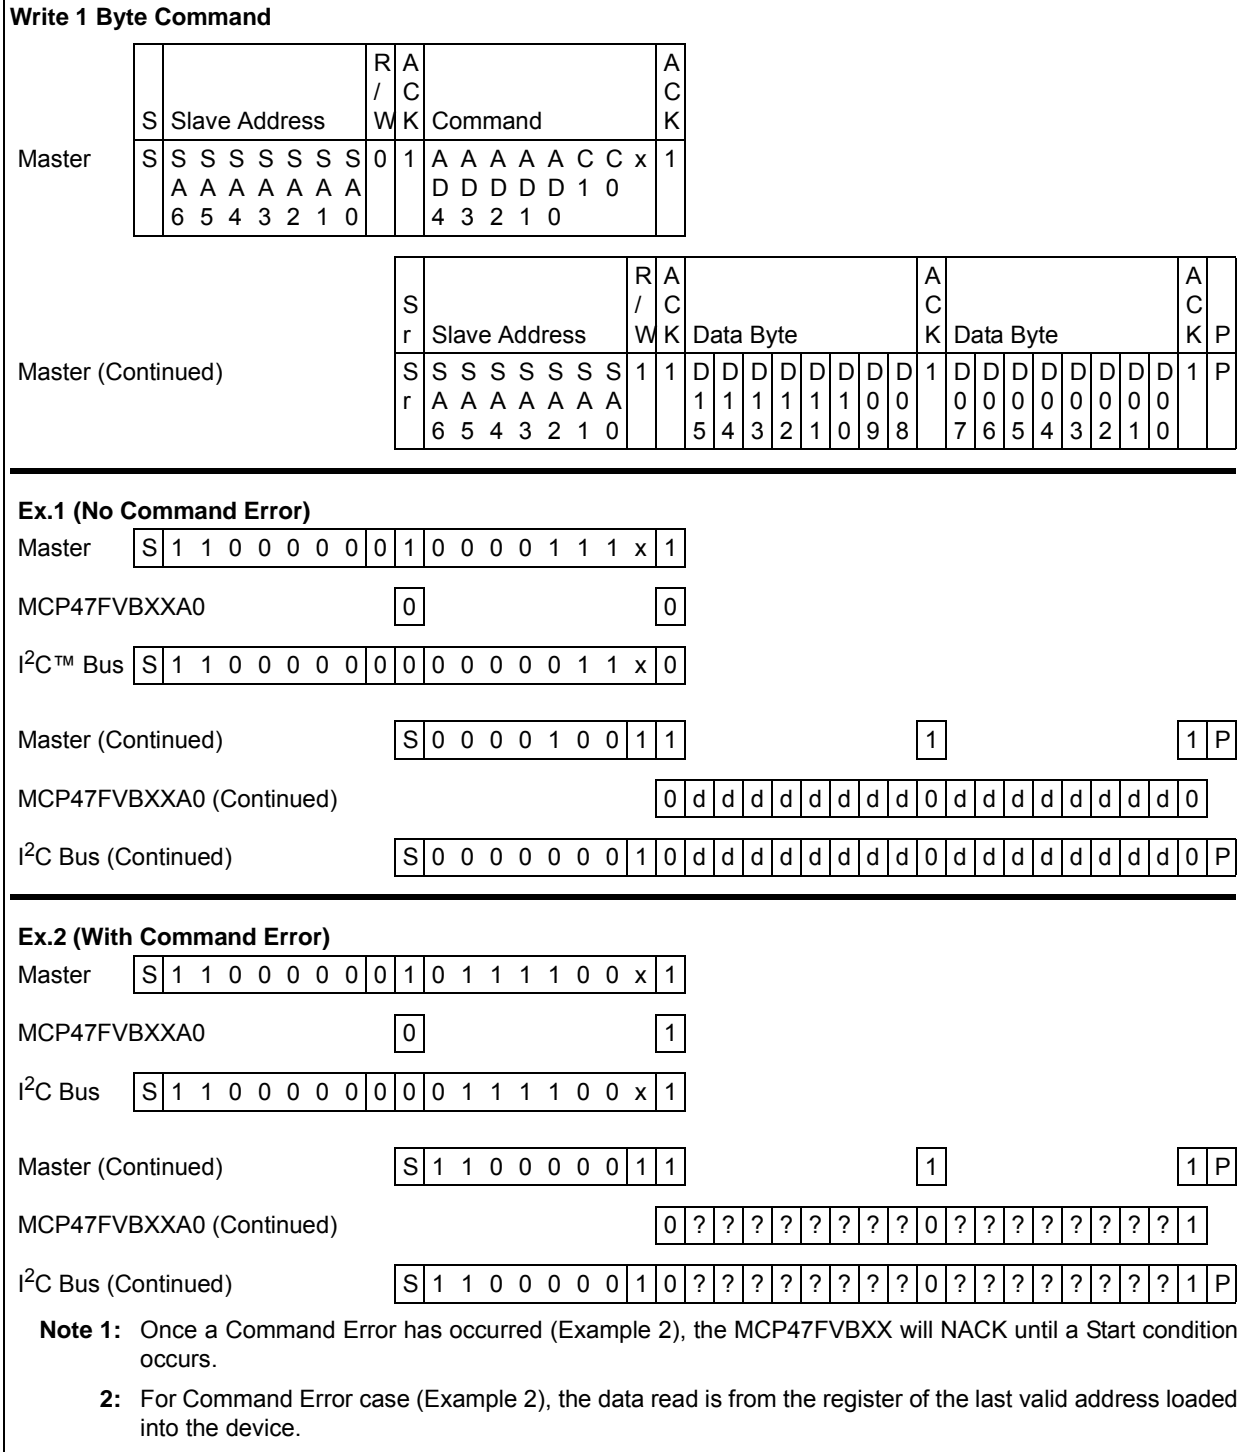 Write 1 Byte Command
R A A
/ C C
S Slave Address W K Command K
Master S S S S S S S S 0 1 A A A A A C C x 1
A A A A A A A D D D D D 1 0
6 5 4 3 2 1 0 4 3 2 1 0
R A A A
S / C C C
r Slave Address W K Data Byte K Data Byte K P
Master (Continued) S S S S S S S S 1 1 D D D D D D D D 1 D D D D D D D D 1 P
r A A A A A A A 1 1 1 1 1 1 0 0 0 0 0 0 0 0 0 0
6 5 4 3 2 1 0 5 4 3 2 1 0 9 8 7 6 5 4 3 2 1 0
Ex.1 (No Command Error)
Master S 1 1 0 0 0 0 0 0 1 0 0 0 0 1 1 1 x 1
MCP47FVBXXA0 0 0
I2C™ Bus S 1 1 0 0 0 0 0 0 0 0 0 0 0 0 1 1 x 0
Master (Continued) S 0 0 0 0 1 0 0 1 1 1 1 P
MCP47FVBXXA0 (Continued) 0 d d d d d d d d 0 d d d d d d d d 0
I2C Bus (Continued) S 0 0 0 0 0 0 0 1 0 d d d d d d d d 0 d d d d d d d d 0 P
Ex.2 (With Command Error)
Master S 1 1 0 0 0 0 0 0 1 0 1 1 1 1 0 0 x 1
MCP47FVBXXA0 0 1
I2C Bus S 1 1 0 0 0 0 0 0 0 0 1 1 1 1 0 0 x 1
Master (Continued) S 1 1 0 0 0 0 0 1 1 1 1 P
MCP47FVBXXA0 (Continued) 0 ? ? ? ? ? ? ? ? 0 ? ? ? ? ? ? ? ? 1
I2C Bus (Continued) S 1 1 0 0 0 0 0 1 0 ? ? ? ? ? ? ? ? 0 ? ? ? ? ? ? ? ? 1 P
Note 1: Once a Command Error has occurred (Example 2), the MCP47FVBXX will NACK until a Start condition
occurs.
2: For Command Error case (Example 2), the data read is from the register of the last valid address loaded
into the device.